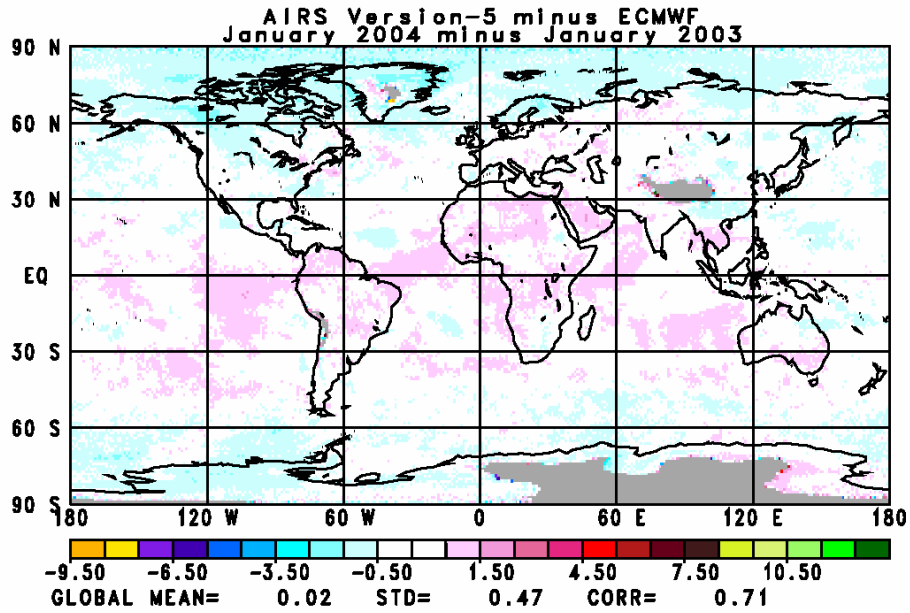 AIRS Version-5 minus ECMWF
January 2004 minus January 2003
90 N
60 N
30 N
EQ
30 S
60 S
90 S
180 120 W 60 W 0 60 E 120 E 180
-9.50 -6.50 -3.50 -0.50 1.50 4.50 7.50 10.50
GLOBAL MEAN= 0.02 STD= 0.47 CORR= 0.71